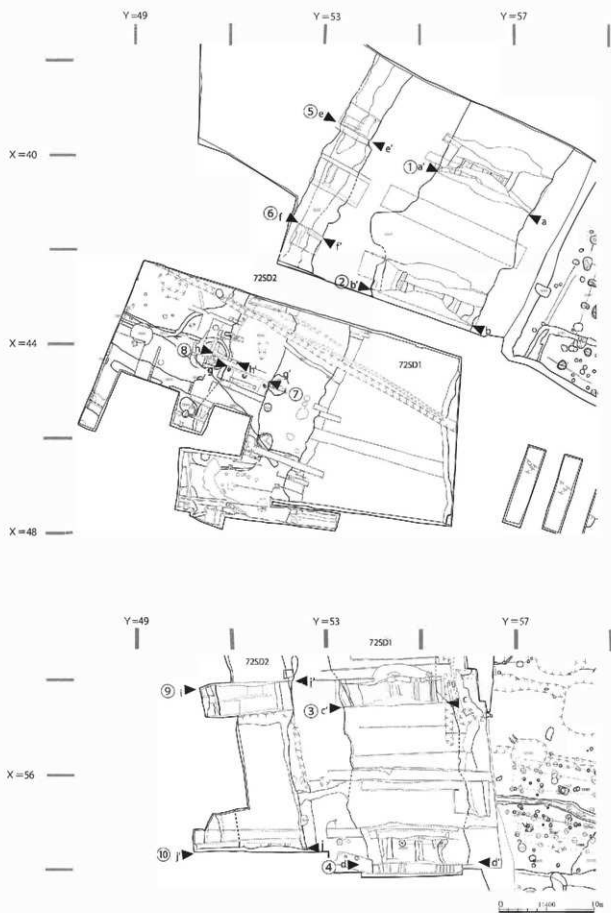 Y=49 Y=53 Y=57
⑤ e
e'
X=40
① a'
a
⑥ f
f'
② b'
72SD2
X=44
72SD1
⑧ h
h'
g
g'
⑦
X=48
Y=49 Y=53 Y=57
72SD2
72SD1
⑨ i
i'
③ c'
X=56
⑩ j'
④ d
d'
0 10m